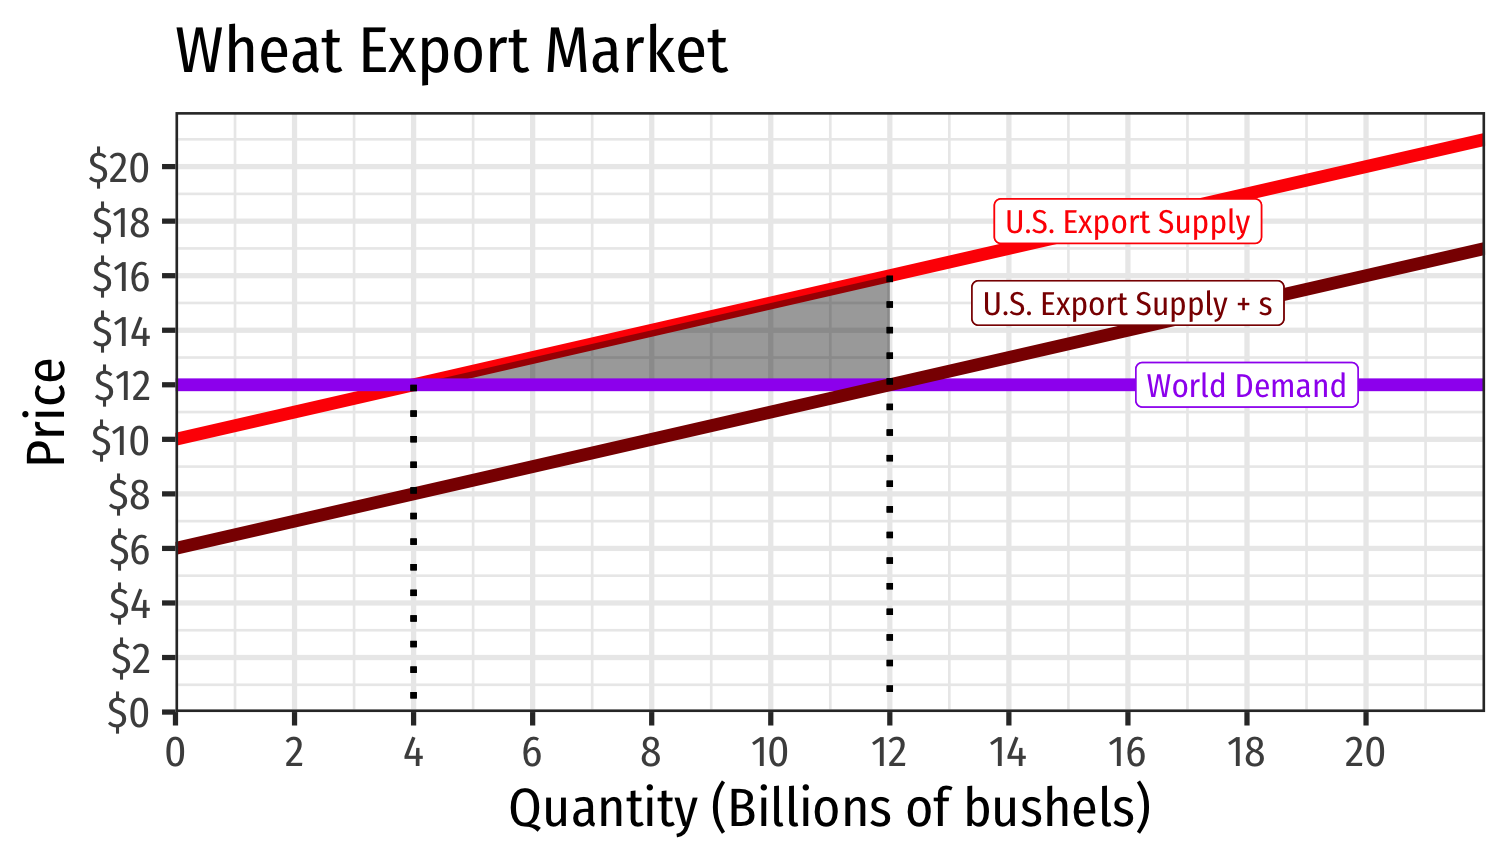 Wheat Export Market
Price
$20
$18
$16
$14
$12
$10
$8
$6
$4
$2
$0
U.S. Export Supply
U.S. Export Supply + s
World Demand
0 2 4 6 8 10 12 14 16 18 20
Quantity (Billions of bushels)